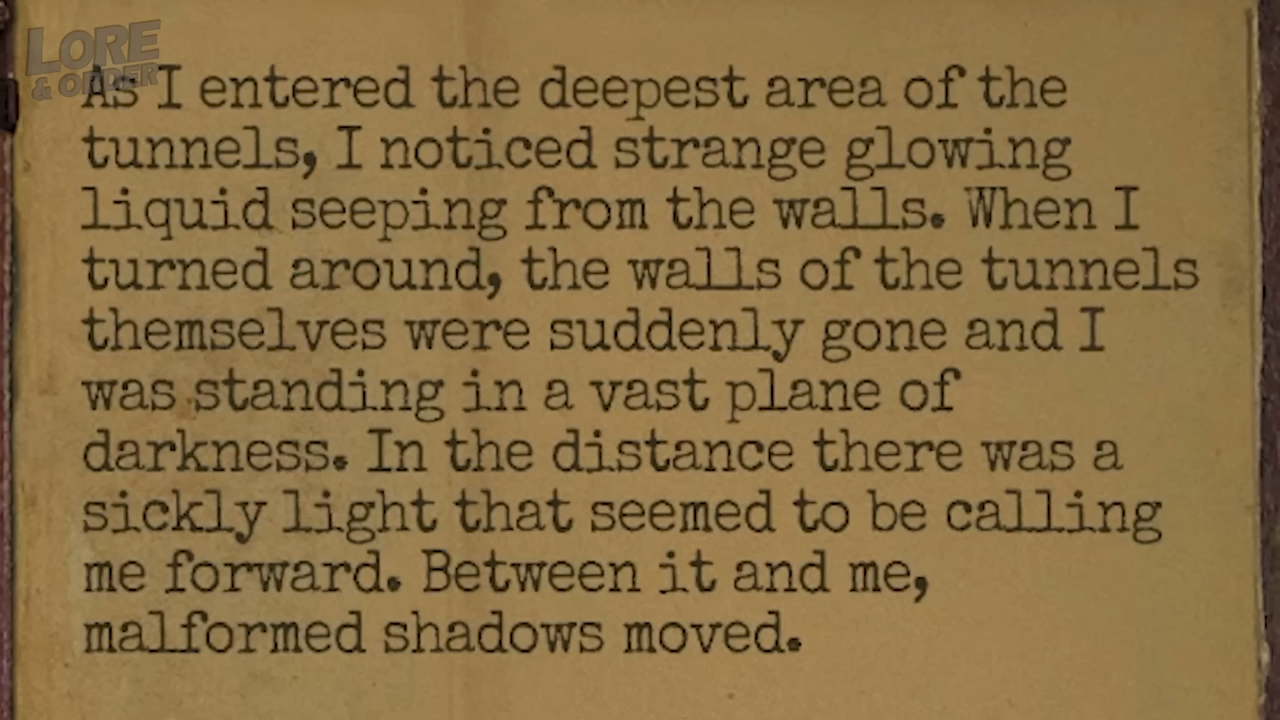 LORE
& ORDER
As I entered the deepest area of the
tunnels, I noticed strange glowing
liquid seeping from the walls. When I
turned around, the walls of the tunnels
themselves were suddenly gone and I
was standing in a vast plane of
darkness. In the distance there was a
sickly light that seemed to be calling
me forward. Between it and me,
malformed shadows moved.